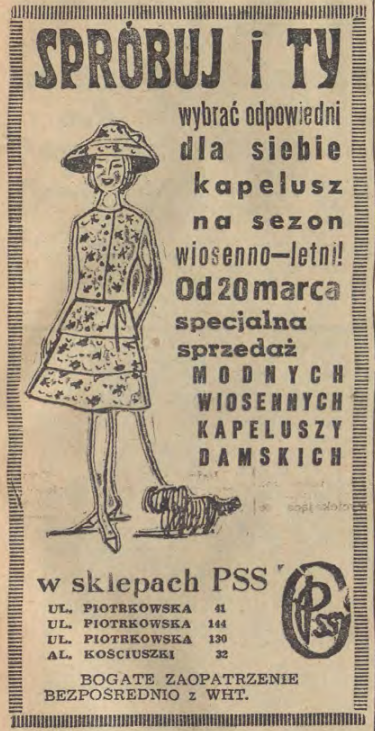 SPRÓBUJ i TY
wybrać odpowiedni
dla siebie
kapelusz
na sezon
wiosenno—letni!
Od 20 marca
specjalna
sprzedaż
MODNYCH
WIOSENNYCH
KAPELUSZY
DAMSKICH
w sklepach PSS
PSS
UL. PIOTRKOWSKA 41
UL. PIOTRKOWSKA 144
UL. PIOTRKOWSKA 130
AL. KOŚCIUSZKI 32
BOGATE ZAOPATRZENIE
BEZPOŚREDNIO z WHT.